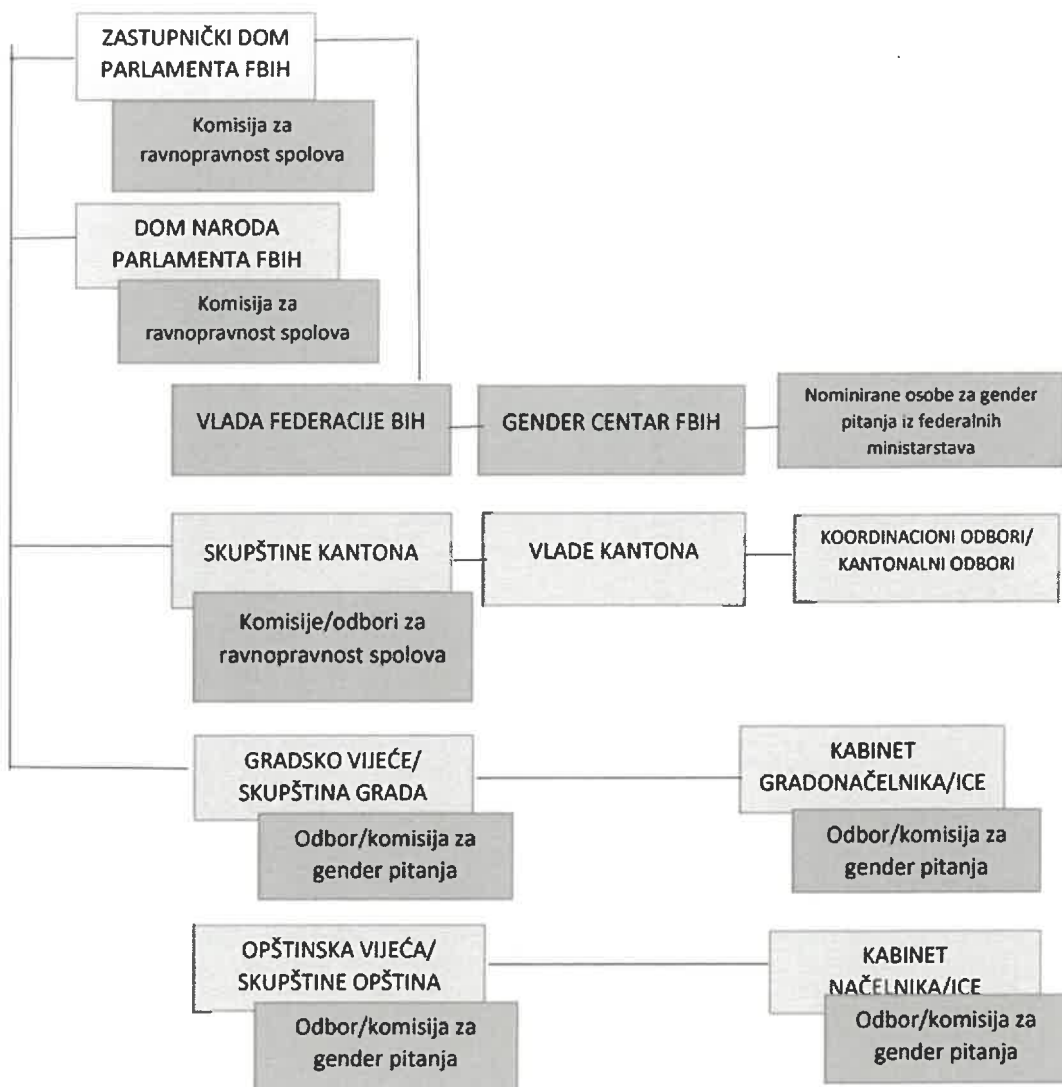 ZASTUPNIČKI DOM
PARLAMENTA FBIH
Komisija za
ravnopravnost spolova
DOM NARODA
PARLAMENTA FBIH
Komisija za
ravnopravnost spolova
VLADA FEDERACIJE BIH
GENDER CENTAR FBIH
Nominirane osobe za gender
pitanja iz federalnih
ministarstava
SKUPŠTINE KANTONA
VLADE KANTONA
KOORDINACIONI ODBORI/
KANTONALNI ODBORI
Komisije/odbori za
ravnopravnost spolova
GRADSKO VIJEĆE/
SKUPŠTINA GRADA
Odbor/komisija za
gender pitanja
KABINET
GRADONAČELNIKA/ICE
Odbor/komisija za
gender pitanja
OPŠTINSKA VIJEĆA/
SKUPŠTINE OPŠTINA
Odbor/komisija za
gender pitanja
KABINET
NAČELNIKA/ICE
Odbor/komisija za
gender pitanja